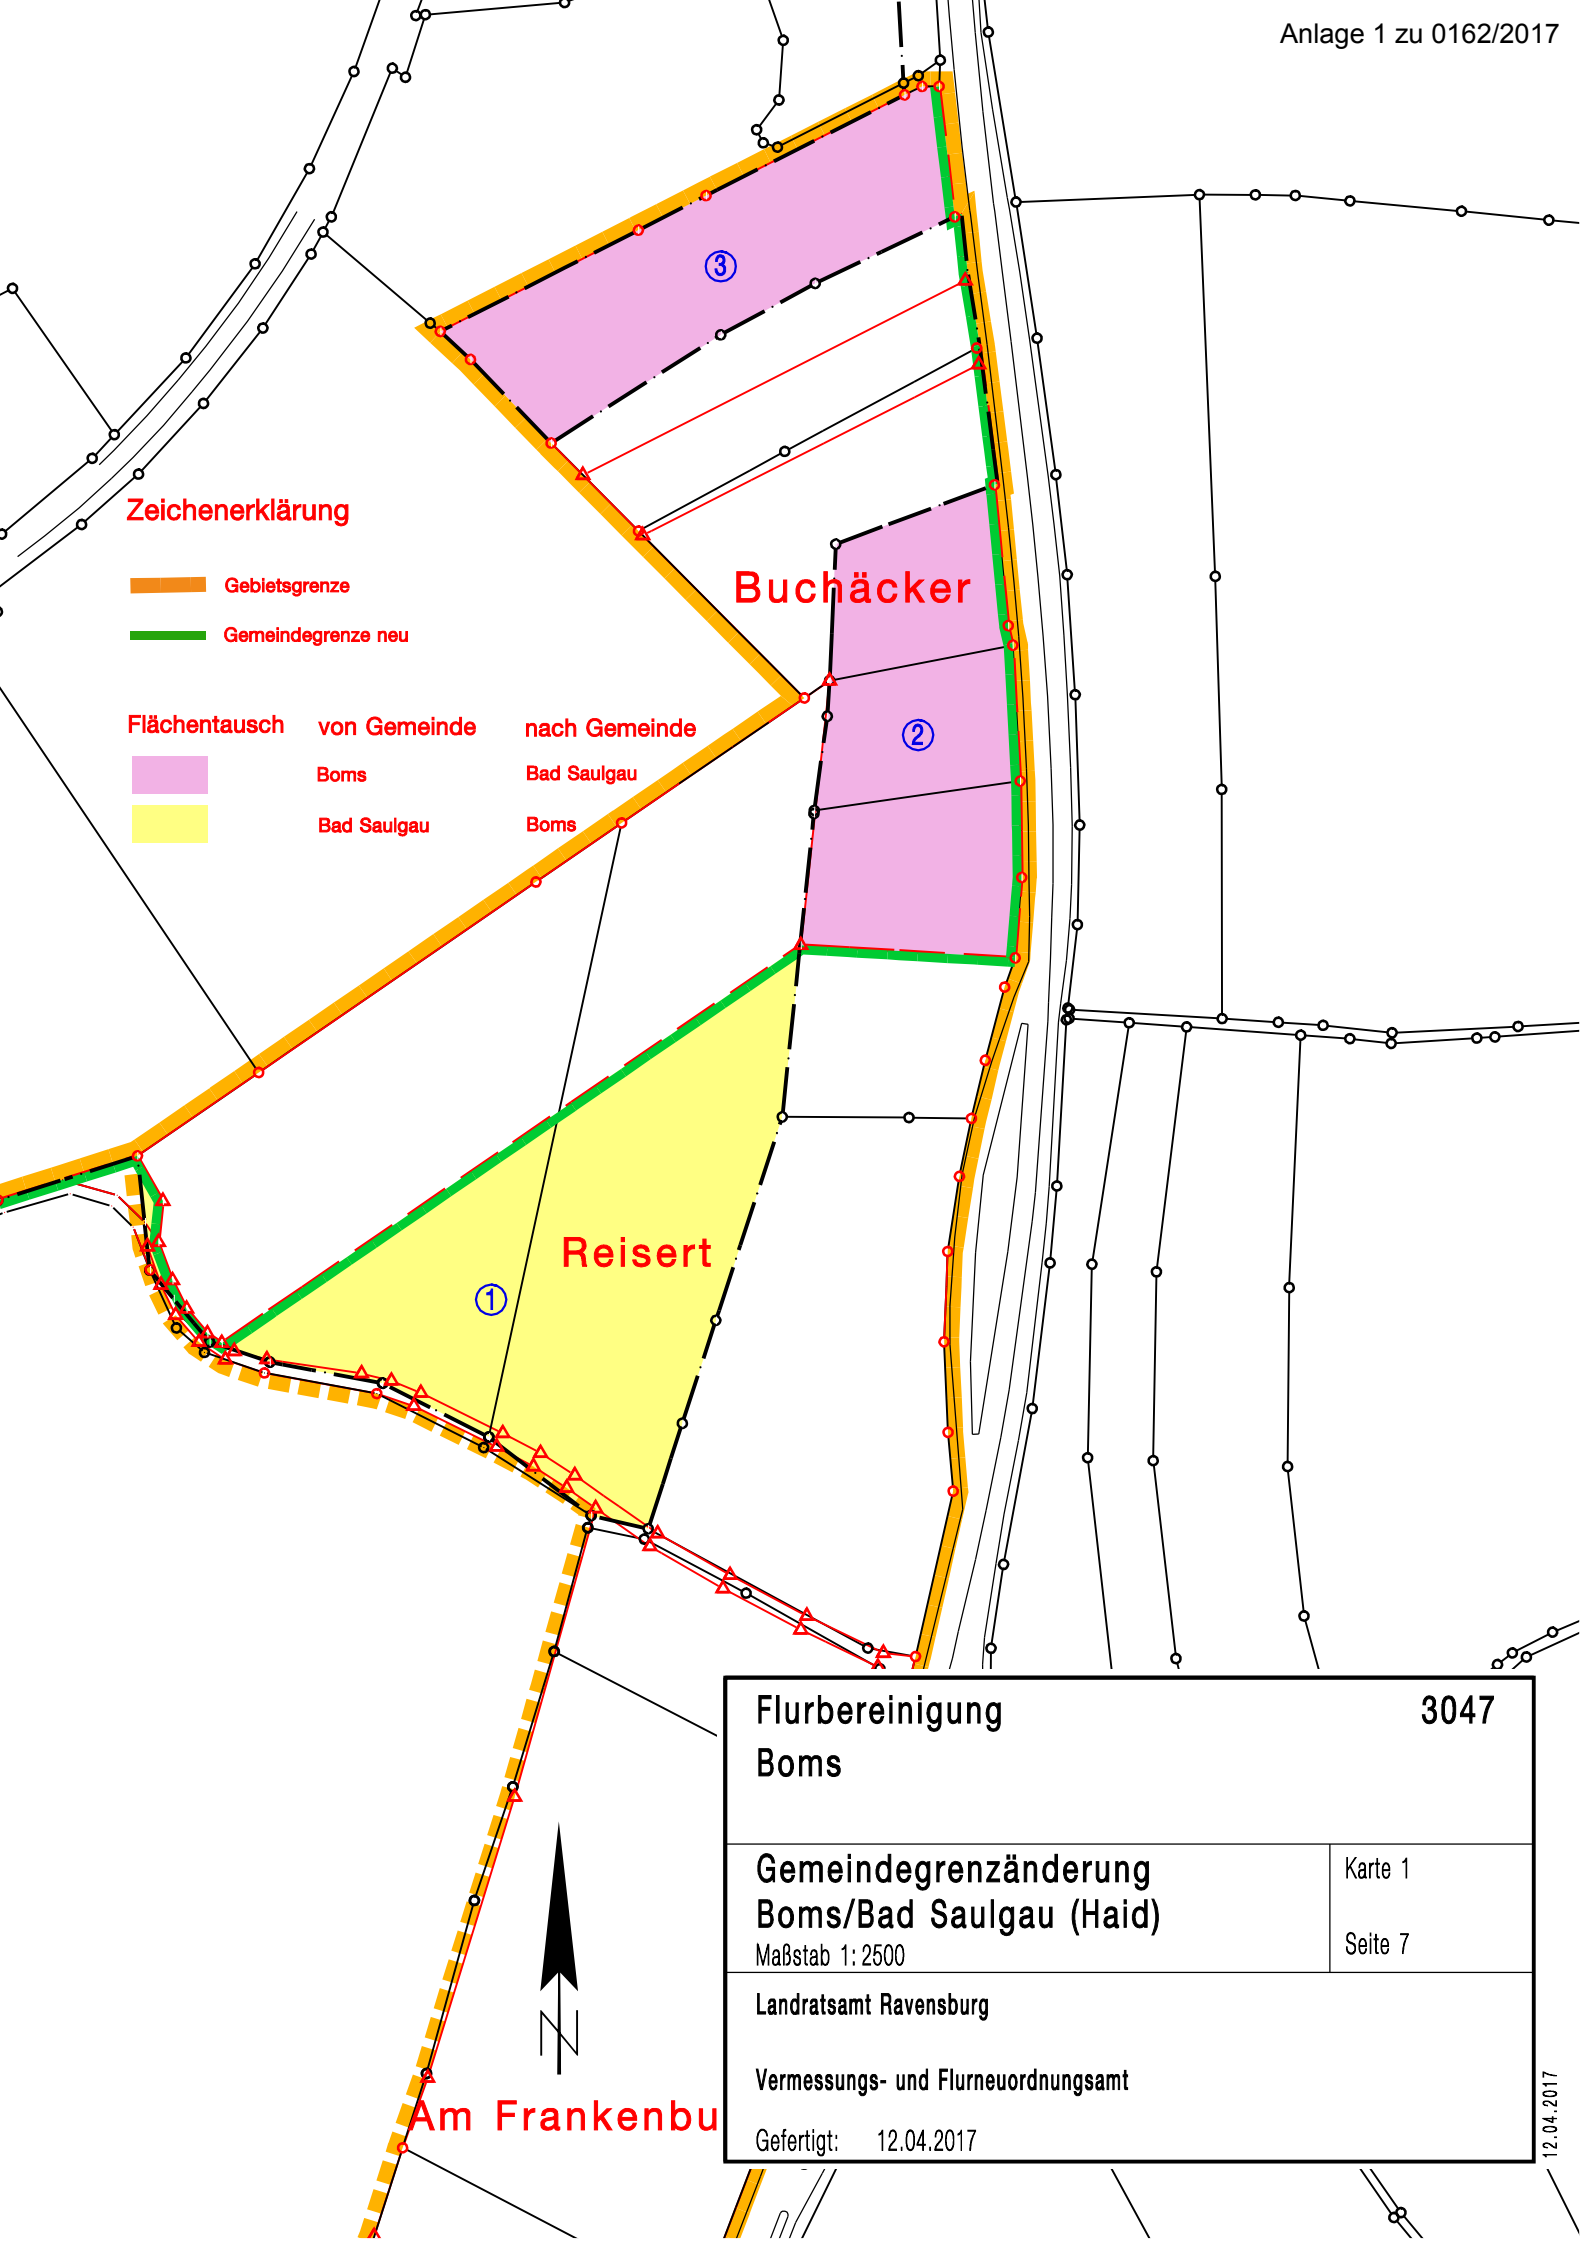 Anlage 1 zu 0162/2017
③
Zeichenerklärung
Gebietsgrenze
Gemeindegrenze neu
Buchäcker
Flächentausch von Gemeinde nach Gemeinde
②
Boms Bad Saulgau
Bad Saulgau Boms
Reisert
①
Flurbereinigung 3047
Boms
Gemeindegrenzänderung
Boms/Bad Saulgau (Haid)
Maßstab 1:2500
Karte 1
Seite 7
Landratsamt Ravensburg
Vermessungs- und Flurneuordnungsamt
Gefertigt: 12.04.2017
N
Am Frankenbu
12.04.2017